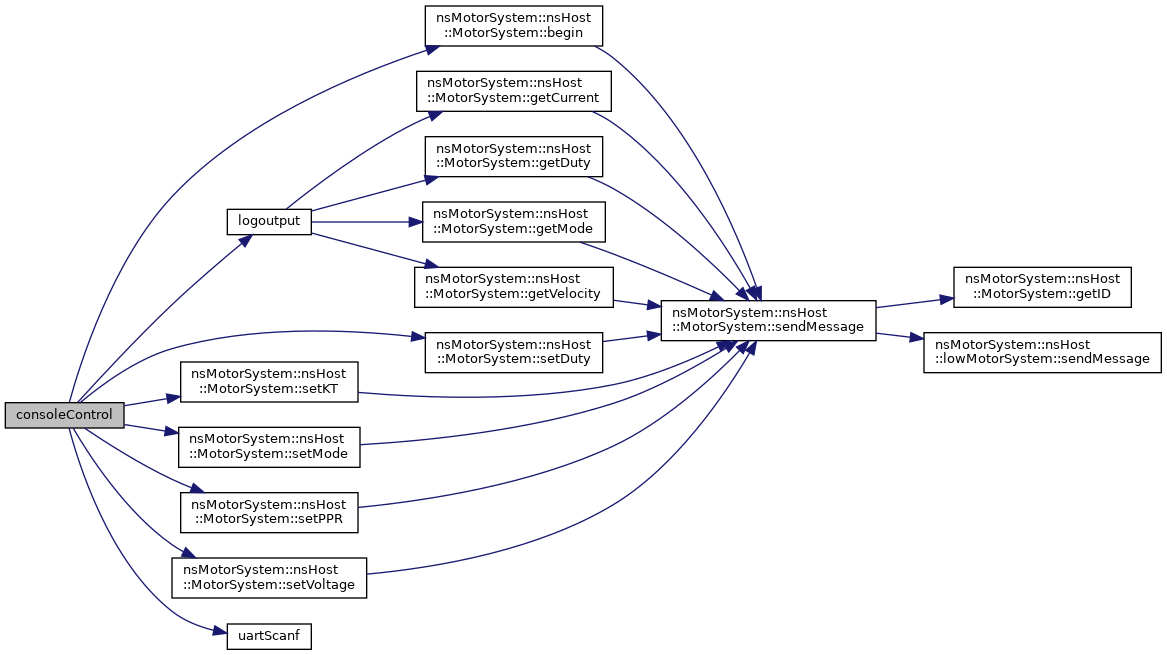 nsMotorSystem::nsHost
::MotorSystem::begin
nsMotorSystem::nsHost
::MotorSystem::getCurrent
nsMotorSystem::nsHost
::MotorSystem::getDuty
logoutput
nsMotorSystem::nsHost
::MotorSystem::getMode
nsMotorSystem::nsHost
::MotorSystem::getVelocity
nsMotorSystem::nsHost
::MotorSystem::getID
nsMotorSystem::nsHost
::MotorSystem::sendMessage
nsMotorSystem::nsHost
::MotorSystem::setDuty
nsMotorSystem::nsHost
::lowMotorSystem::sendMessage
nsMotorSystem::nsHost
::MotorSystem::setKT
consoleControl
nsMotorSystem::nsHost
::MotorSystem::setMode
nsMotorSystem::nsHost
::MotorSystem::setPPR
nsMotorSystem::nsHost
::MotorSystem::setVoltage
uartScanf